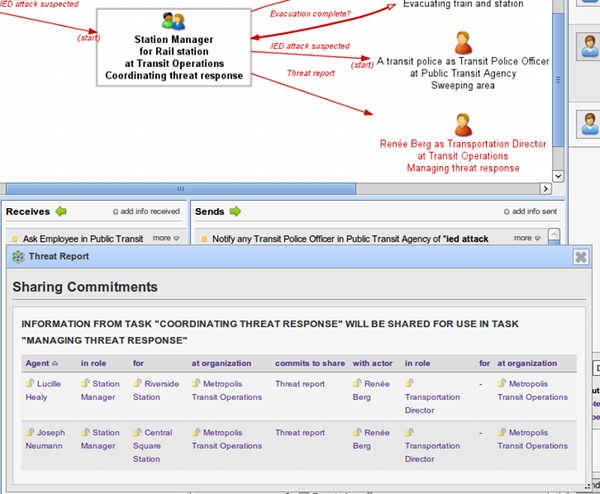 IED attack suspected
Evacuation complete?
Evacuating train and station
(start)
Station Manager
for Rail station
at Transit Operations
Coordinating threat response
IED attack suspected
(start)
A transit police as Transit Police Officer
at Public Transit Agency
Sweeping area
Threat report
Renée Berg as Transportation Director
at Transit Operations
Managing threat response
Receives add info received
Sends add info sent
Ask Employee in Public Transit more
Notify any Transit Police Officer in Public Transit Agency of "ied attack more
Threat Report
Sharing Commitments
INFORMATION FROM TASK "COORDINATING THREAT RESPONSE" WILL BE SHARED FOR USE IN TASK
"MANAGING THREAT RESPONSE"
Agent in role for at organization commits to share with actor in role for at organization
Lucille Healy
Station Manager
Riverside Station
Metropolis Transit Operations
Threat report
Renée Berg
Transportation Director
-
Metropolis Transit Operations
Joseph Neumann
Station Manager
Central Square Station
Metropolis Transit Operations
Threat report
Renée Berg
Transportation Director
-
Metropolis Transit Operations